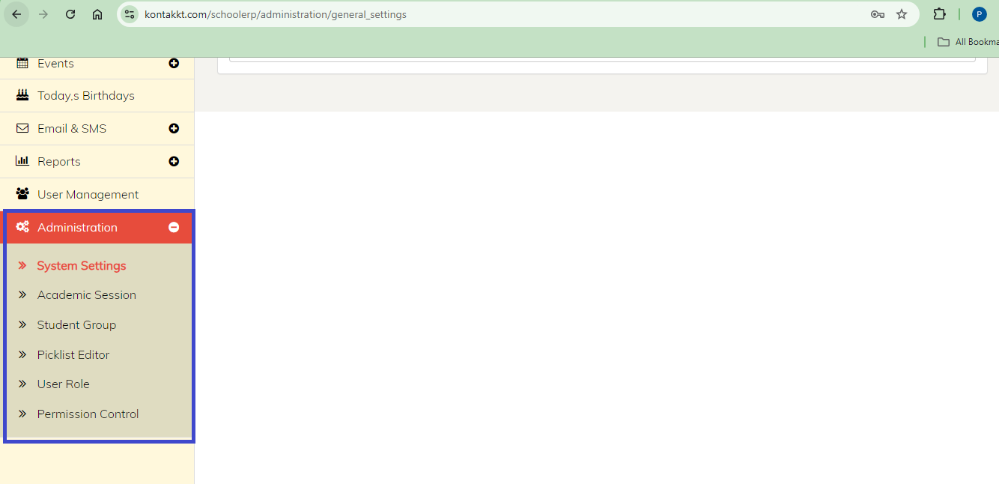 kontakkt.com/schoolerp/administration/general_settings
P
All Bookma
Events
Today,s Birthdays
Email & SMS
Reports
User Management
Administration
System Settings
Academic Session
Student Group
Picklist Editor
User Role
Permission Control